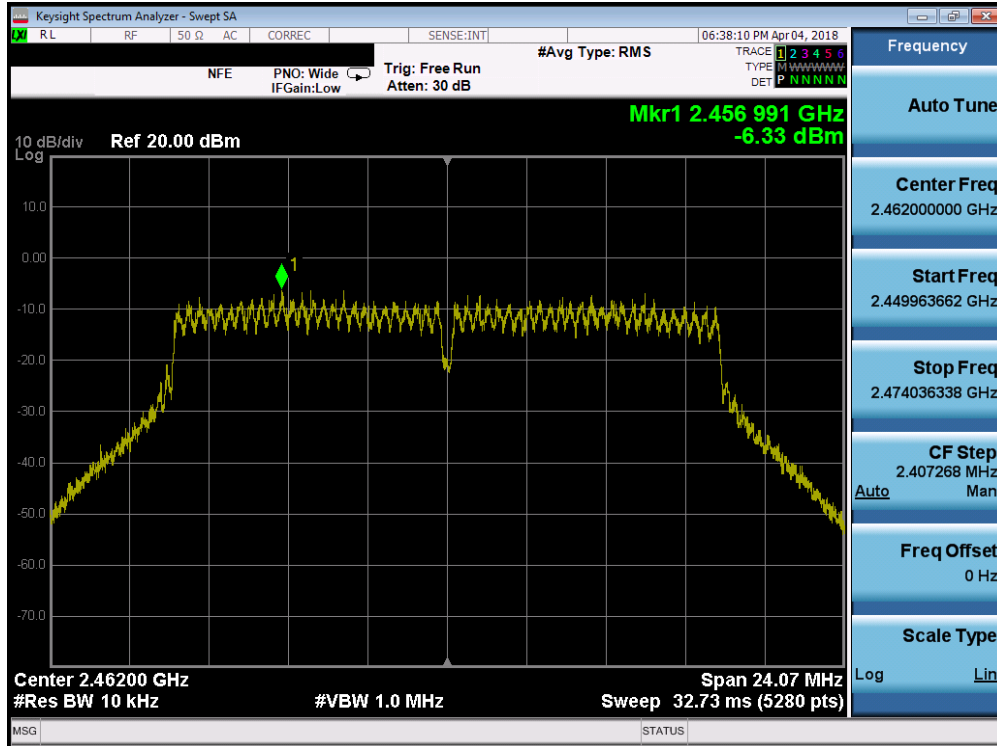 Keysight Spectrum Analyzer - Swept SA
LXI RL RF 50 Ω AC CORREC SENSE:INT 06:38:10 PM Apr 04, 2018
#Avg Type: RMS TRACE 1 2 3 4 5 6
NFE PNO: Wide Trig: Free Run TYPE M W W W W W
IFGain:Low Atten: 30 dB DET P N N N N N
Mkr1 2.456 991 GHz
-6.33 dBm
10 dB/div Ref 20.00 dBm
Log
1
10.0
0.00
-10.0
-20.0
-30.0
-40.0
-50.0
-60.0
-70.0
Center 2.46200 GHz Span 24.07 MHz
#Res BW 10 kHz #VBW 1.0 MHz Sweep 32.73 ms (5280 pts)
MSG STATUS
Frequency
Auto Tune
Center Freq
2.462000000 GHz
Start Freq
2.449963662 GHz
Stop Freq
2.474036338 GHz
CF Step
2.407268 MHz
Auto Man
Freq Offset
0 Hz
Scale Type
Log Lin